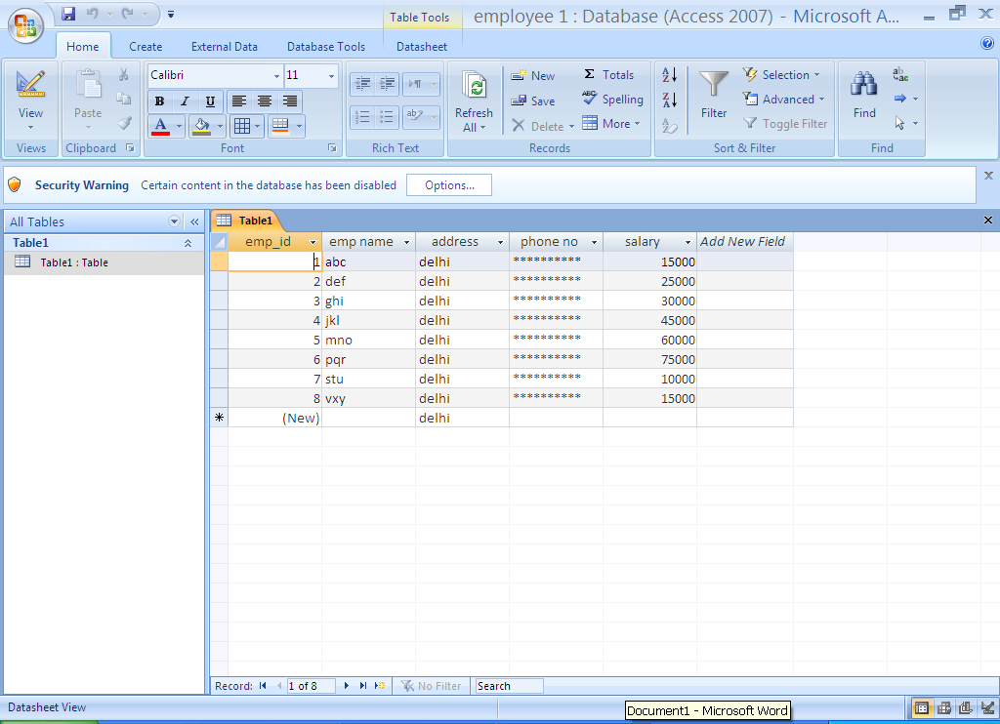 Table Tools
employee 1 : Database (Access 2007) - Microsoft A...
Home Create External Data Database Tools Datasheet
View
Views
Paste
Clipboard
Calibri 11
B I U
A
Font
Rich Text
Refresh
All
New
Save
Delete
Σ Totals
ABC Spelling
More
Records
A
Z
Z
A
Filter
Selection
Advanced
Toggle Filter
Sort & Filter
Find
ab
ac
Find
Security Warning Certain content in the database has been disabled Options...
All Tables «
Table1
Table1 : Table
Table1
emp_id emp name address phone no salary Add New Field
1 abc delhi ********** 15000
2 def delhi ********** 25000
3 ghi delhi ********** 30000
4 jkl delhi ********** 45000
5 mno delhi ********** 60000
6 pqr delhi ********** 75000
7 stu delhi ********** 10000
8 vxy delhi ********** 15000
* (New) delhi
Record: 1 of 8 No Filter Search
Datasheet View
Document1 - Microsoft Word